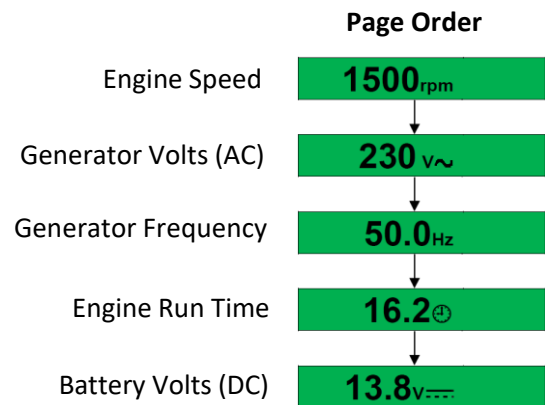 Page Order
Engine Speed 1500rpm
Generator Volts (AC) 230 V~
Generator Frequency 50.0Hz
Engine Run Time 16.2
Battery Volts (DC) 13.8V